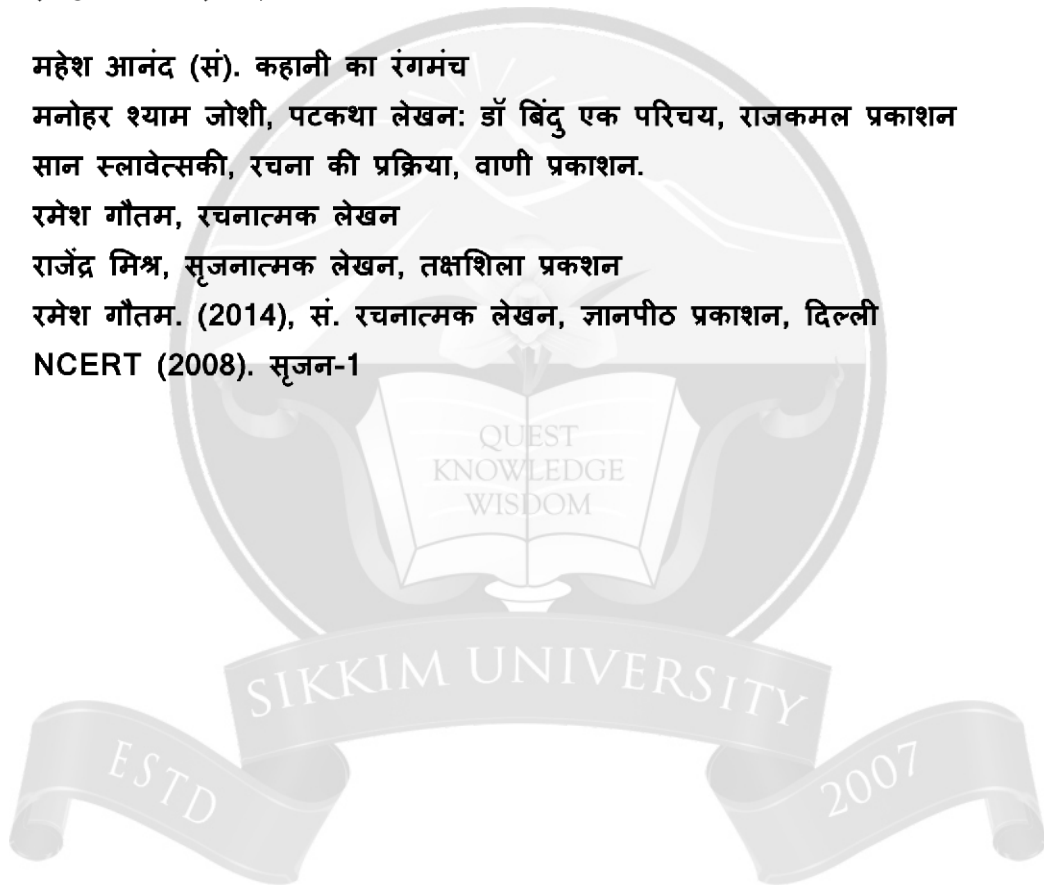 महेश आनंद (सं). कहानी का रंगमंच
मनोहर श्याम जोशी, पटकथा लेखन: डॉ बिंदु एक परिचय, राजकमल प्रकाशन
सान स्लावेत्सकी, रचना की प्रक्रिया, वाणी प्रकाशन.
रमेश गौतम, रचनात्मक लेखन
राजेंद्र मिश्र, सृजनात्मक लेखन, तक्षशिला प्रकशन
रमेश गौतम. (2014), सं. रचनात्मक लेखन, ज्ञानपीठ प्रकाशन, दिल्ली
NCERT (2008). सृजन-1
QUEST
KNOWLEDGE
WISDOM
SIKKIM UNIVERSITY
ESTD 2007